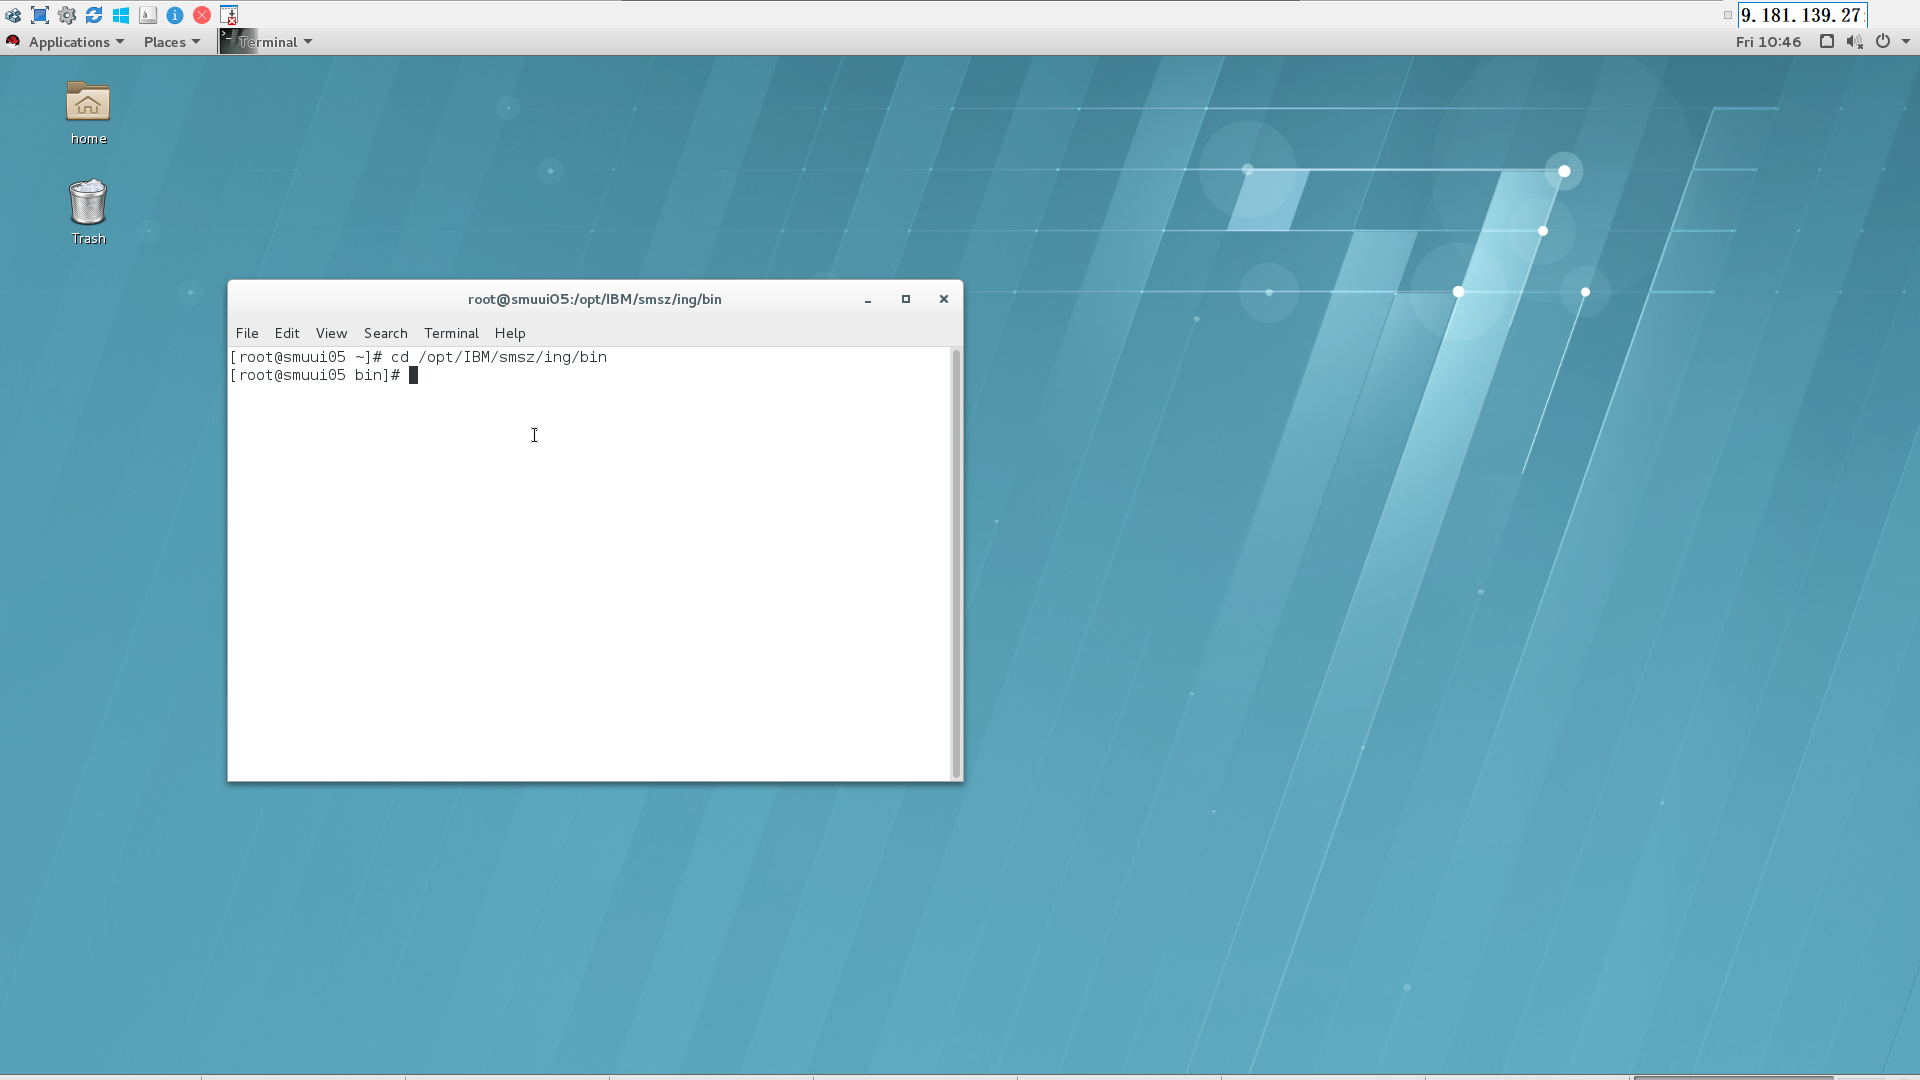 9.181.139.27:
Applications Places Terminal Fri 10:46
home
Trash
root@smuui05:/opt/IBM/smsz/ing/bin
File Edit View Search Terminal Help
[root@smuui05 ~]# cd /opt/IBM/smsz/ing/bin
[root@smuui05 bin]#